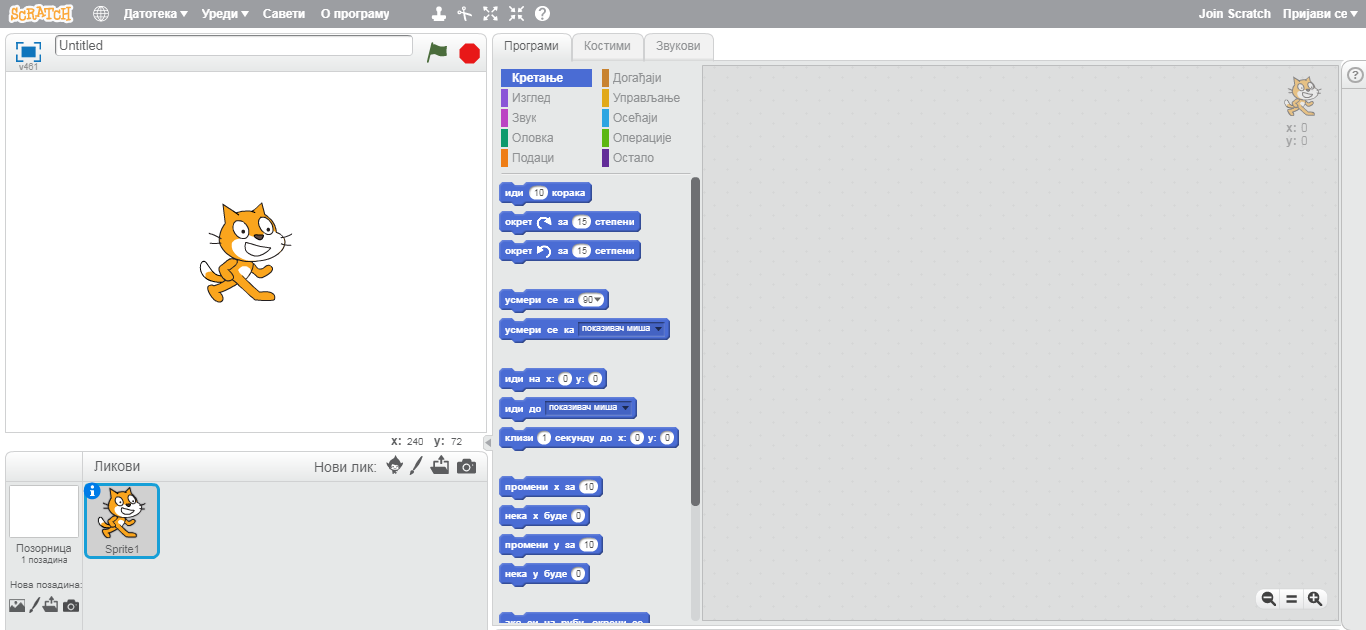 SCRATCH Датотека Уреди Савети О програму Join Scratch Пријави се
v461 Untitled
Програми Костими Звукови
Кретање Догађаји
Изглед Управљање
Звук Осећаји
Оловка Операције
Подаци Остало
x: 0
y: 0
иди 10 корака
окрет за 15 степени
окрет за 15 сетпени
усмери се ка 90
усмери се ка показивач миша
иди на x: 0 y: 0
иди до показивач миша
клизи 1 секунду до x: 0 y: 0
промени x за 10
нека x буде 0
промени y за 10
нека y буде 0
x: 240 y: 72
Ликови Нови лик:
Sprite1
Позорница
1 позадина
Нова позадина: